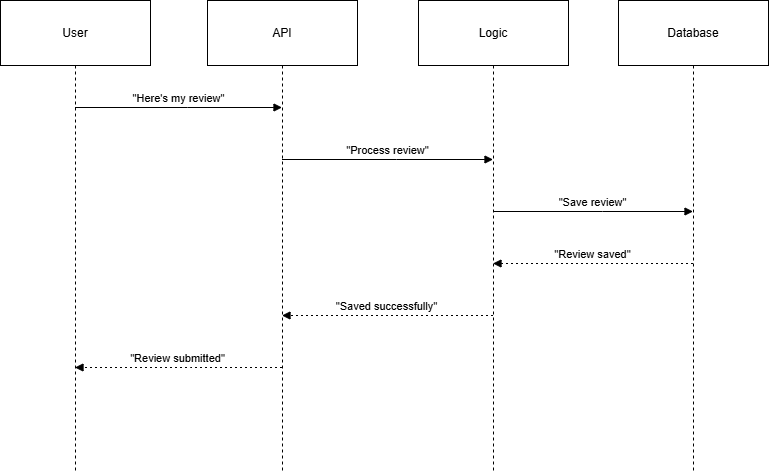 User
API
Logic
Database
"Here's my review"
"Process review"
"Save review"
"Review saved"
"Saved successfully"
"Review submitted"